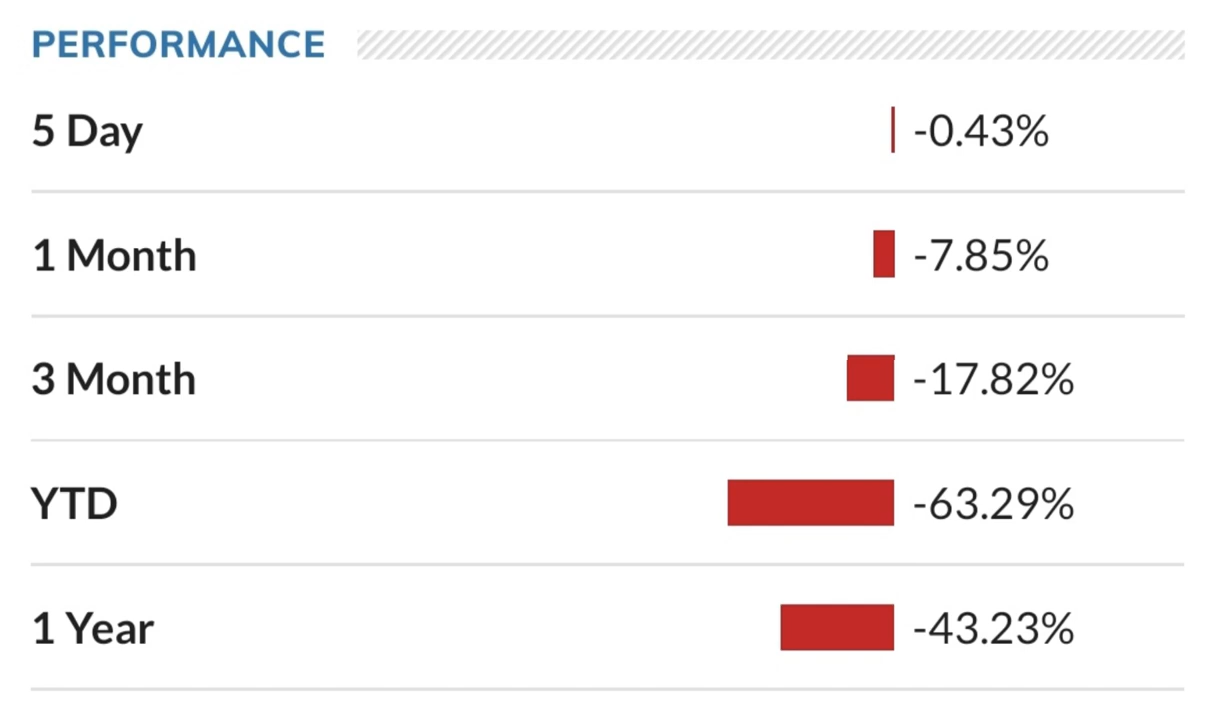 PERFORMANCE
5 Day -0.43%
1 Month -7.85%
3 Month -17.82%
YTD -63.29%
1 Year -43.23%